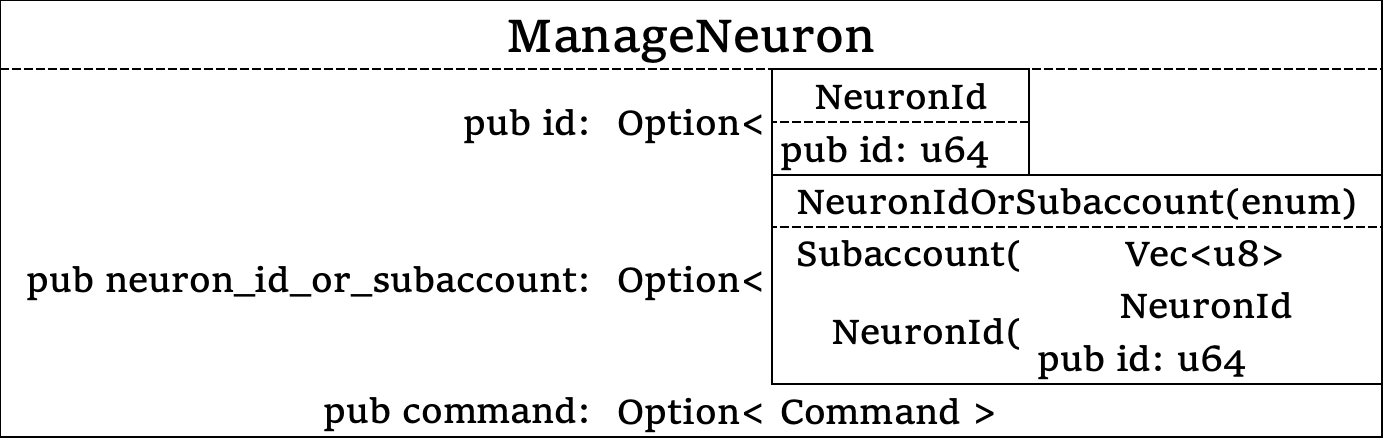 ManageNeuron
NeuronId
pub id: Option<
pub id: u64
NeuronIdOrSubaccount(enum)
Subaccount( Vec<u8>
pub neuron_id_or_subaccount: Option<
NeuronId
NeuronId(
pub id: u64
pub command: Option< Command >